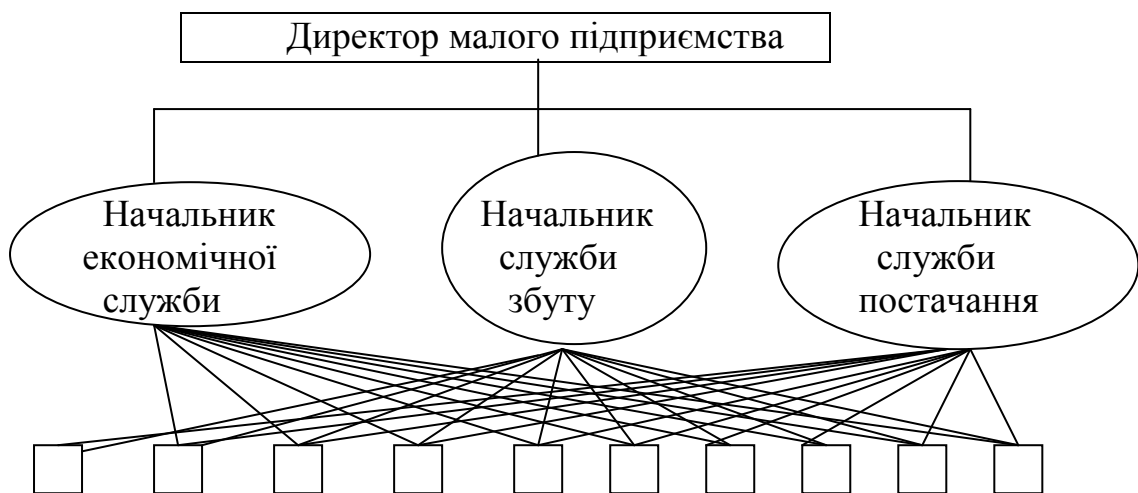 Директор малого підприємства
Начальник
економічної
служби
Начальник
служби
збуту
Начальник
служби
постачання